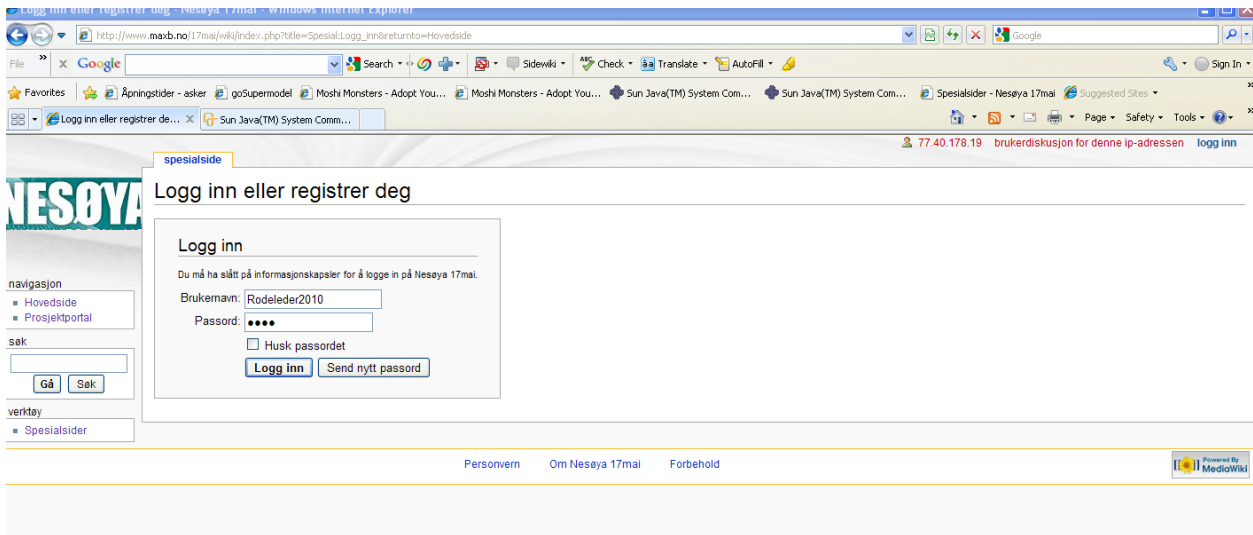 Logg inn eller registrer deg - Nesøya 17mai - Windows Internet Explorer
http://www.maxb.no/17mai/wiki/index.php?title=Spesial:Logg_inn&returnto=Hovedside
Google
File » x Google Search Sidewiki Check Translate AutoFill Sign In
Favorites Åpningstider - asker goSupermodel Moshi Monsters - Adopt You... Moshi Monsters - Adopt You... Sun Java(TM) System Com... Sun Java(TM) System Com... Spesialsider - Nesøya 17mai Suggested Sites »
Logg inn eller registrer de... X Sun Java(TM) System Comm... Page Safety Tools »
77.40.178.19 brukerdiskusjon for denne ip-adressen logg inn
spesialside
NESØYA
Logg inn eller registrer deg
Logg inn
Du må ha slått på informasjonskapsler for å logge in på Nesøya 17mai.
Brukernavn: Rodeleder2010
Passord: ●●●●
Husk passordet
Logg inn Send nytt passord
navigasjon
Hovedside
Prosjektportal
søk
Gå Søk
verktøy
Spesialsider
Personvern Om Nesøya 17mai Forbehold
Powered By
MediaWiki